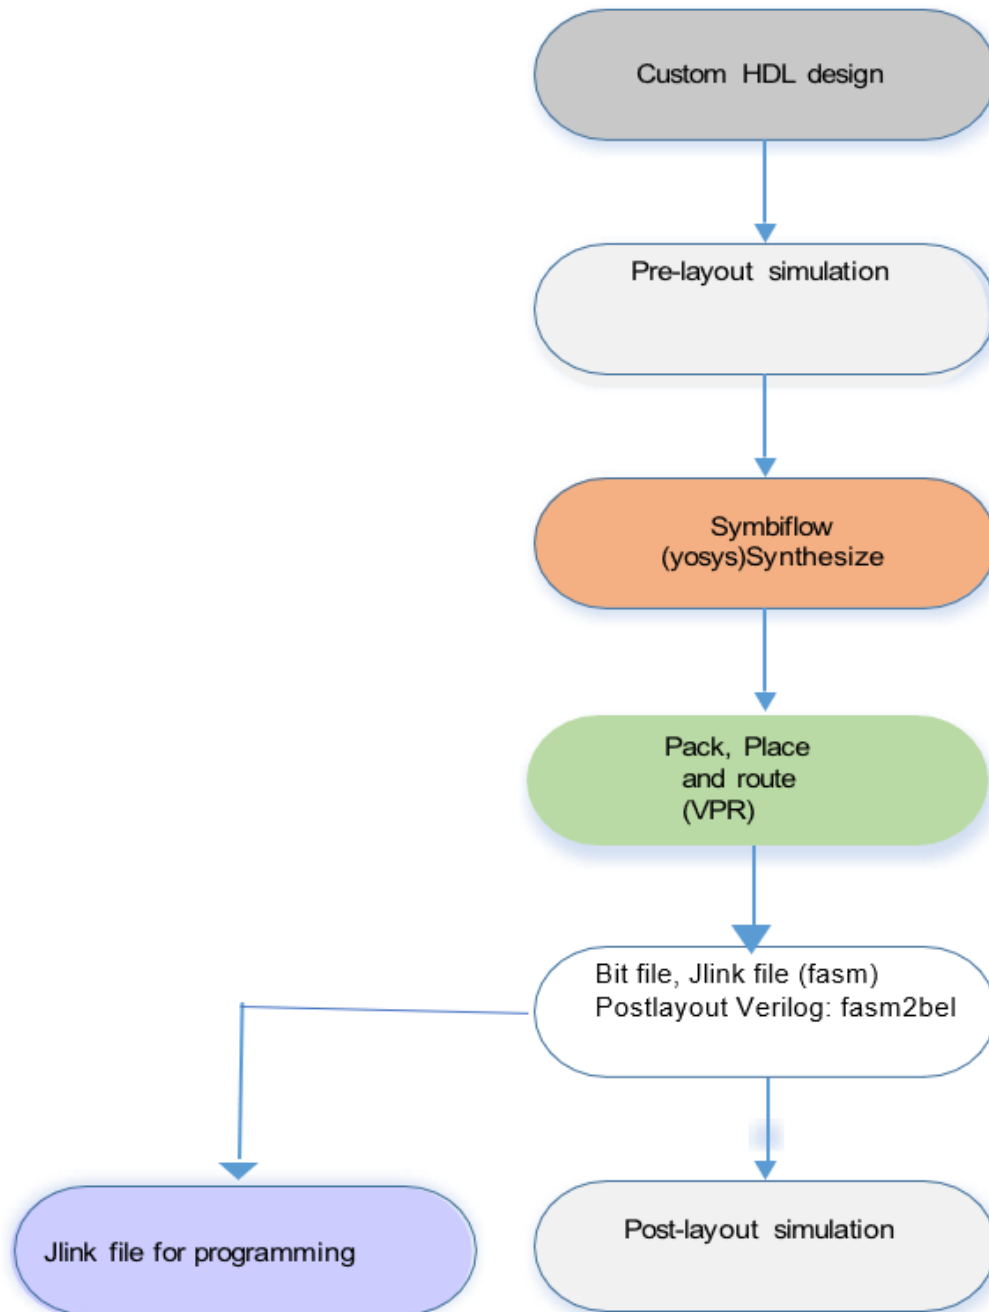 Custom HDL design
Pre-layout simulation
Symbiflow
(yosys)Synthesize
Pack, Place
and route
(VPR)
Bit file, Jlink file (fasm)
Postlayout Verilog: fasm2bel
Jlink file for programming
Post-layout simulation